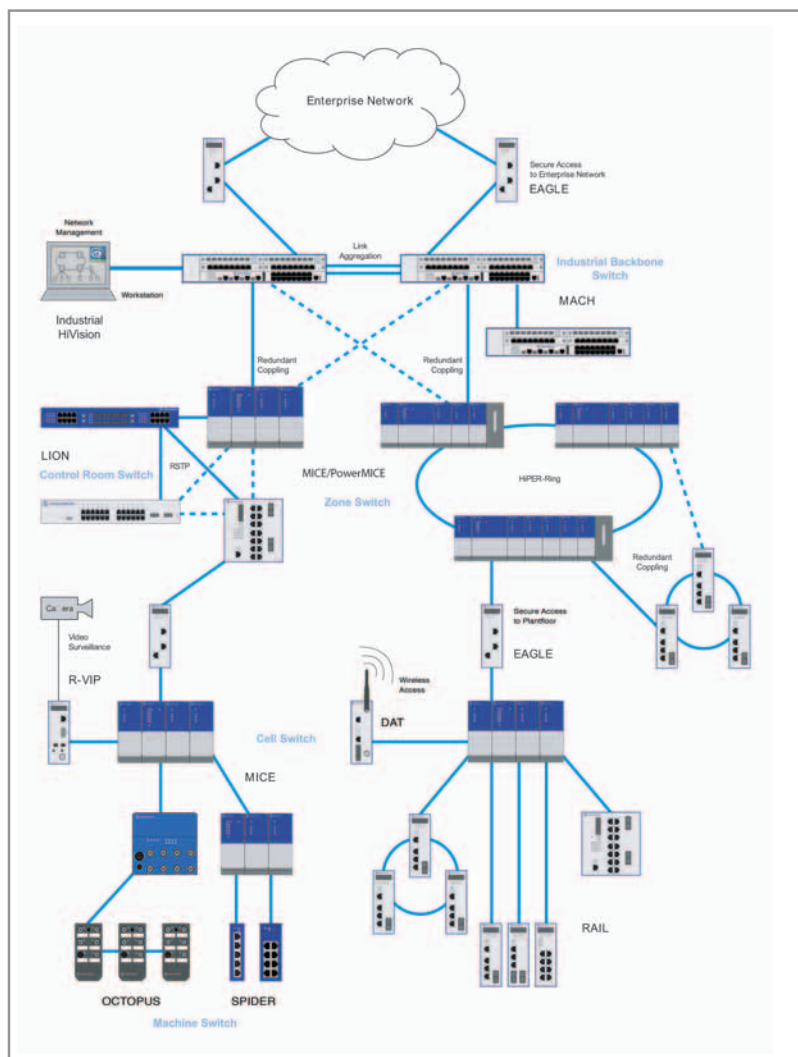 Enterprise Network
Secure Access
to Enterprise Network
EAGLE
Network
Management
Link
Aggregation
Industrial Backbone
Switch
Workstation
MACH
Industrial
HiVision
Redundant
Coppling
Redundant
Coppling
LION
RSTP
Control Room Switch
MICE/PowerMICE
Zone Switch
HiPER-Ring
Redundant
Coppling
Secure Access
to Plantfloor
EAGLE
Video
Surveillance
R-VIP
Wireless
Access
DAT
Cell Switch
MICE
RAIL
OCTOPUS
SPIDER
Machine Switch